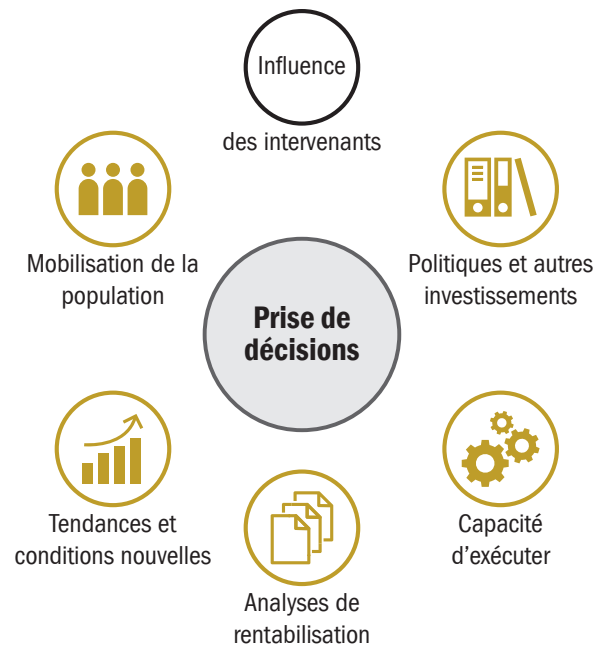 Influence
des intervenants
Mobilisation de la
population
Politiques et autres
investissements
Prise de
décisions
Tendances et
conditions nouvelles
Capacité
d'exécuter
Analyses de
rentabilisation